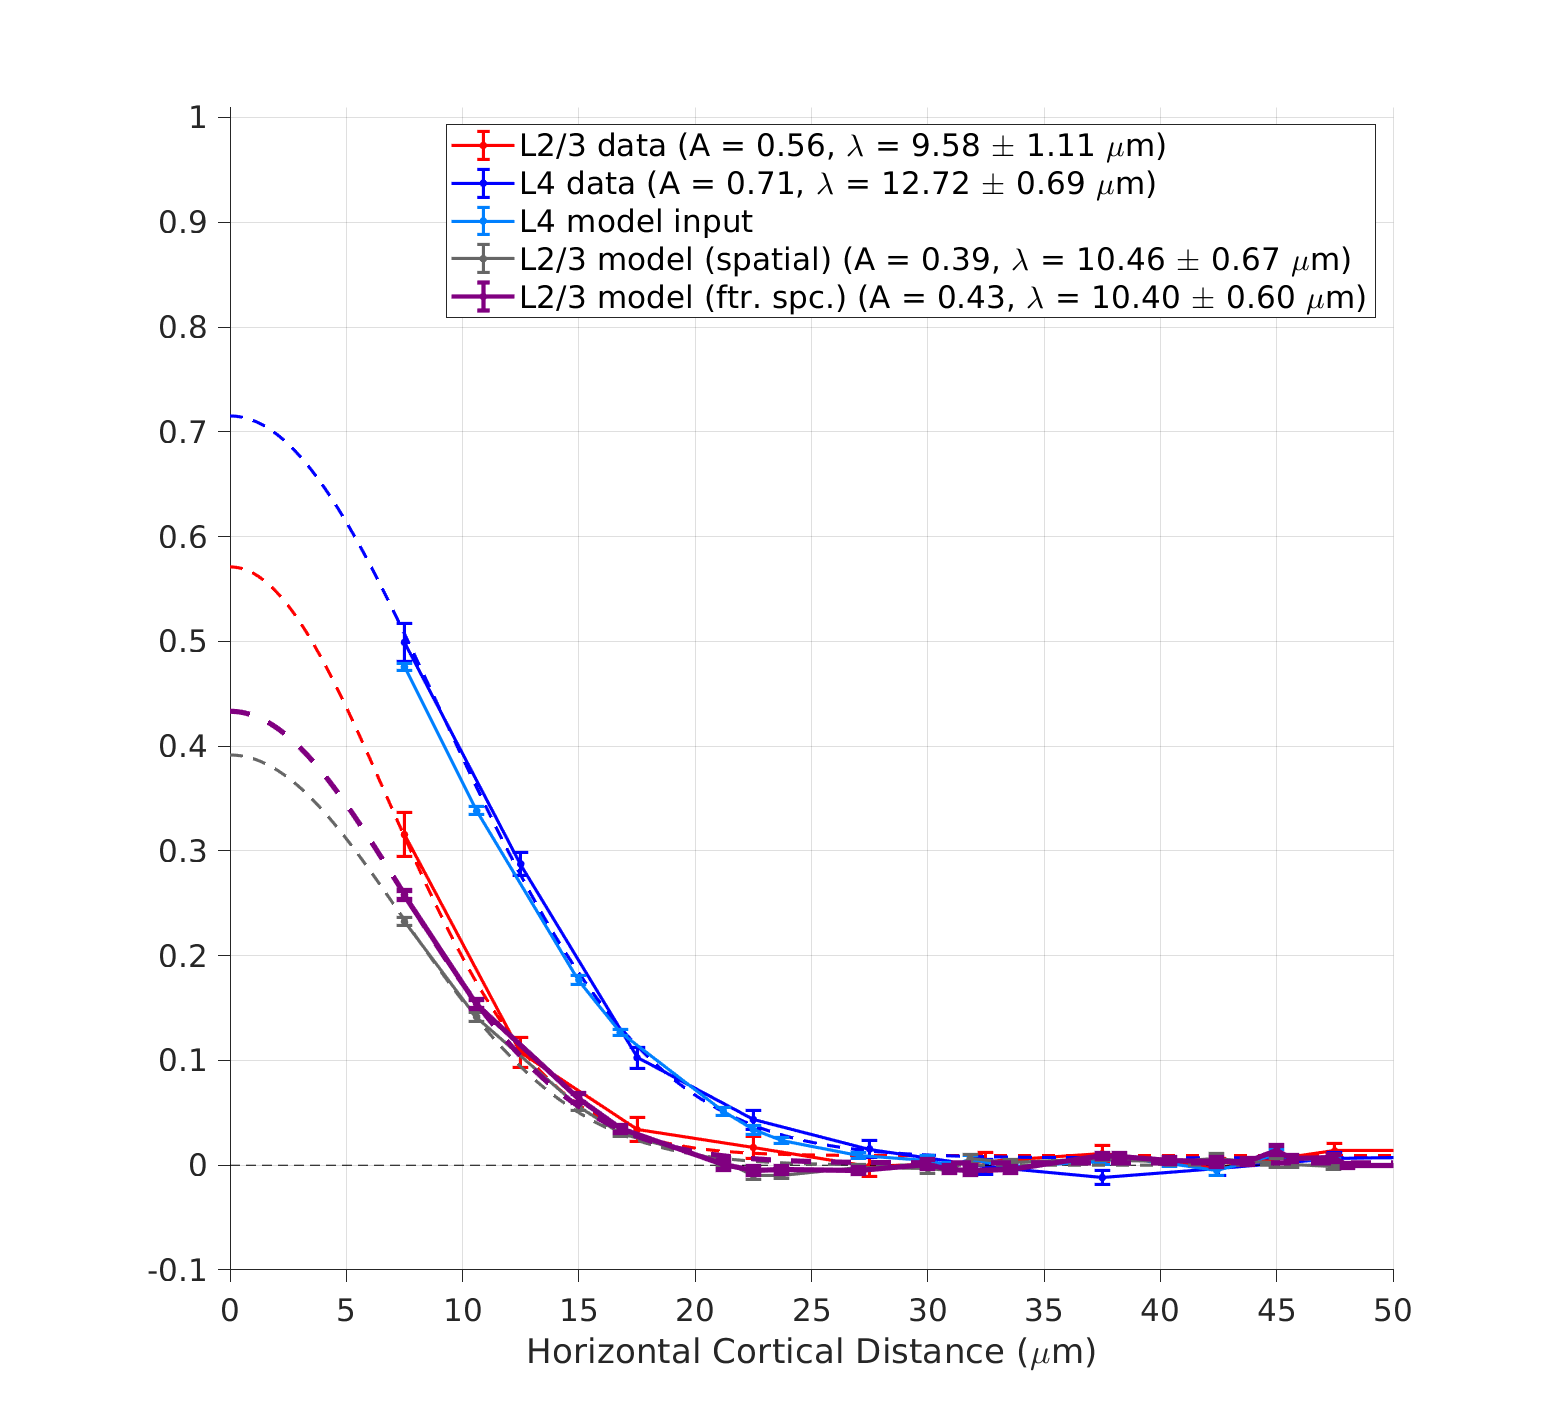 L2/3 data (A = 0.56, λ = 9.58 ± 1.11 μm)
L4 data (A = 0.71, λ = 12.72 ± 0.69 μm)
L4 model input
L2/3 model (spatial) (A = 0.39, λ = 10.46 ± 0.67 μm)
L2/3 model (ftr. spc.) (A = 0.43, λ = 10.40 ± 0.60 μm)
1
0.9
0.8
0.7
0.6
0.5
0.4
0.3
0.2
0.1
0
-0.1
0 5 10 15 20 25 30 35 40 45 50
Horizontal Cortical Distance (μm)